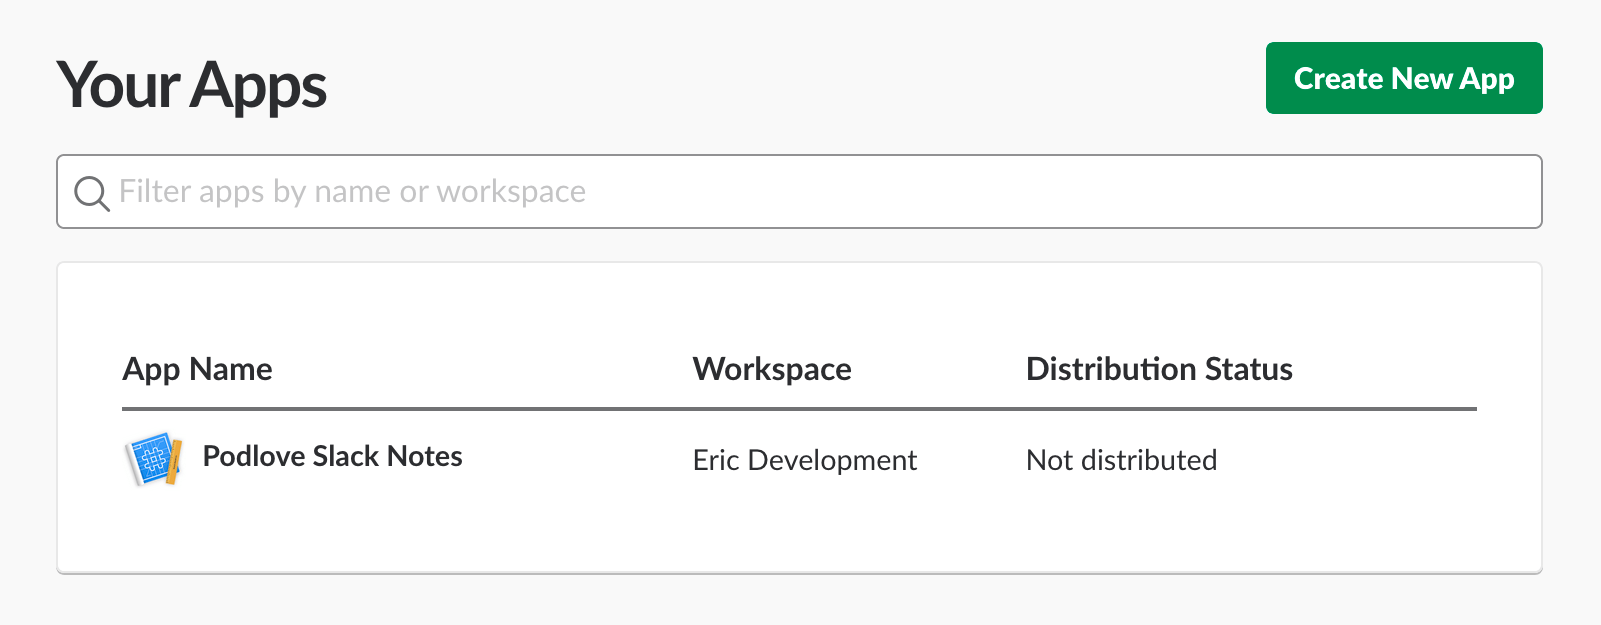 Your Apps
Create New App
Filter apps by name or workspace
App Name Workspace Distribution Status
Podlove Slack Notes Eric Development Not distributed